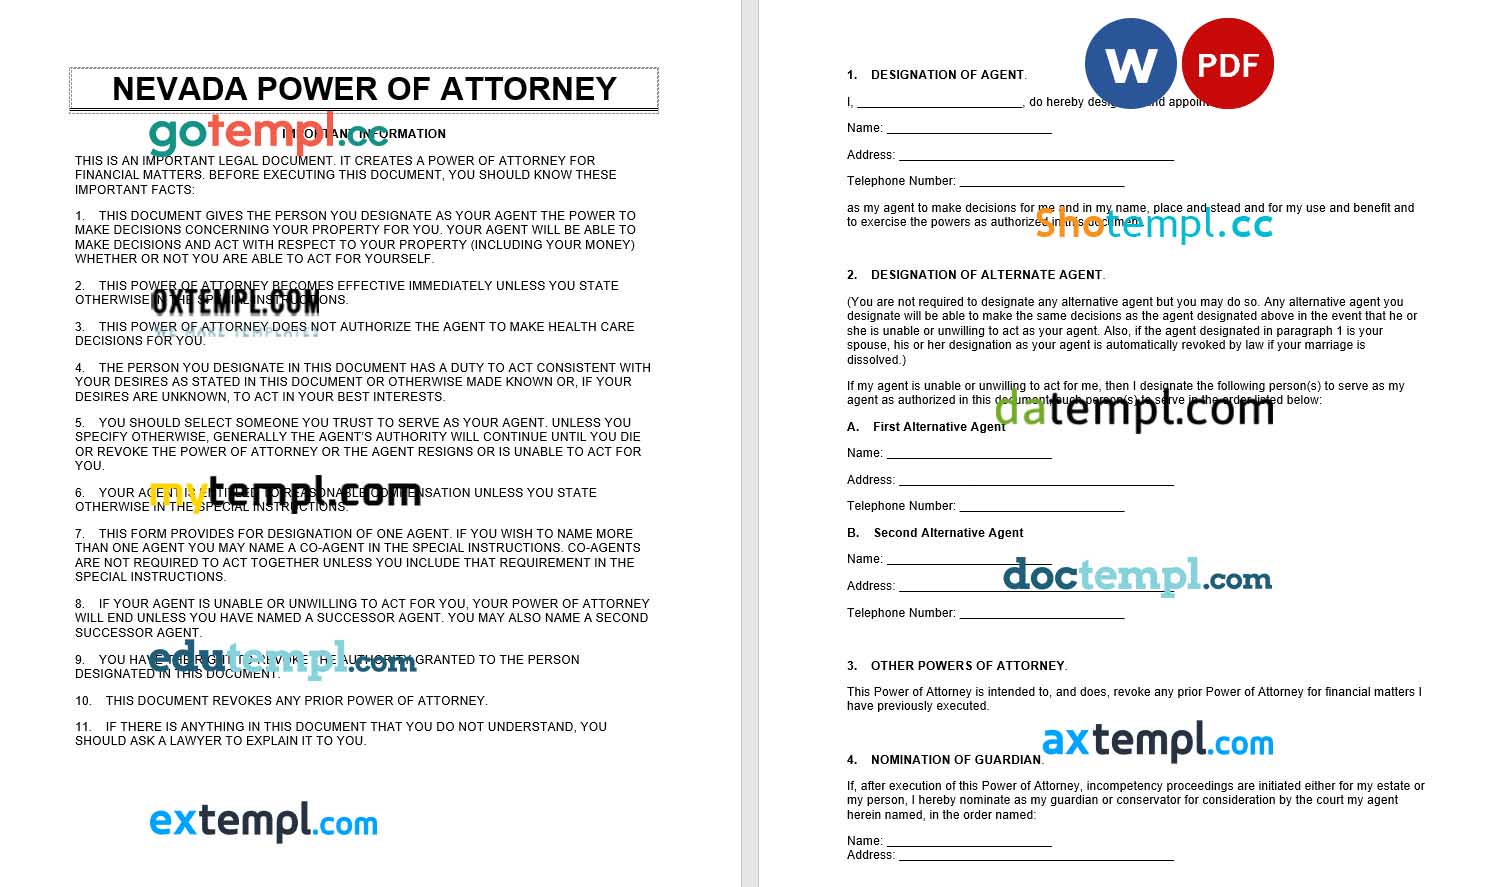 NEVADA POWER OF ATTORNEY
gotempl.cc
IMPORTANT INFORMATION
THIS IS AN IMPORTANT LEGAL DOCUMENT. IT CREATES A POWER OF ATTORNEY FOR
FINANCIAL MATTERS. BEFORE EXECUTING THIS DOCUMENT, YOU SHOULD KNOW THESE
IMPORTANT FACTS:
1. THIS DOCUMENT GIVES THE PERSON YOU DESIGNATE AS YOUR AGENT THE POWER TO
MAKE DECISIONS CONCERNING YOUR PROPERTY FOR YOU. YOUR AGENT WILL BE ABLE TO
MAKE DECISIONS AND ACT WITH RESPECT TO YOUR PROPERTY (INCLUDING YOUR MONEY)
WHETHER OR NOT YOU ARE ABLE TO ACT FOR YOURSELF.
2. THIS POWER OF ATTORNEY BECOMES EFFECTIVE IMMEDIATELY UNLESS YOU STATE
OTHERWISE IN THE SPECIAL INSTRUCTIONS.
OXTEMPL.COM
WE MAKE TEMPLATES
3. THIS POWER OF ATTORNEY DOES NOT AUTHORIZE THE AGENT TO MAKE HEALTH CARE
DECISIONS FOR YOU.
4. THE PERSON YOU DESIGNATE IN THIS DOCUMENT HAS A DUTY TO ACT CONSISTENT WITH
YOUR DESIRES AS STATED IN THIS DOCUMENT OR OTHERWISE MADE KNOWN OR, IF YOUR
DESIRES ARE UNKNOWN, TO ACT IN YOUR BEST INTERESTS.
5. YOU SHOULD SELECT SOMEONE YOU TRUST TO SERVE AS YOUR AGENT. UNLESS YOU
SPECIFY OTHERWISE, GENERALLY THE AGENT'S AUTHORITY WILL CONTINUE UNTIL YOU DIE
OR REVOKE THE POWER OF ATTORNEY OR THE AGENT RESIGNS OR IS UNABLE TO ACT FOR
YOU.
6. YOUR AGENT IS ENTITLED TO REASONABLE COMPENSATION UNLESS YOU STATE
OTHERWISE IN THE SPECIAL INSTRUCTIONS.
mytempl.com
7. THIS FORM PROVIDES FOR DESIGNATION OF ONE AGENT. IF YOU WISH TO NAME MORE
THAN ONE AGENT YOU MAY NAME A CO-AGENT IN THE SPECIAL INSTRUCTIONS. CO-AGENTS
ARE NOT REQUIRED TO ACT TOGETHER UNLESS YOU INCLUDE THAT REQUIREMENT IN THE
SPECIAL INSTRUCTIONS.
8. IF YOUR AGENT IS UNABLE OR UNWILLING TO ACT FOR YOU, YOUR POWER OF ATTORNEY
WILL END UNLESS YOU HAVE NAMED A SUCCESSOR AGENT. YOU MAY ALSO NAME A SECOND
SUCCESSOR AGENT.
9. YOU HAVE THE RIGHT TO REVOKE THE AUTHORITY GRANTED TO THE PERSON
DESIGNATED IN THIS DOCUMENT.
edutempl.com
10. THIS DOCUMENT REVOKES ANY PRIOR POWER OF ATTORNEY.
11. IF THERE IS ANYTHING IN THIS DOCUMENT THAT YOU DO NOT UNDERSTAND, YOU
SHOULD ASK A LAWYER TO EXPLAIN IT TO YOU.
extempl.com
W PDF
1. DESIGNATION OF AGENT.
I, _________________________, do hereby designate and appoint
Name: _________________________
Address: __________________________________________
Telephone Number: _________________________
as my agent to make decisions for me and in my name, place and stead and for my use and benefit and
to exercise the powers as authorized in this document.
Shotempl.cc
2. DESIGNATION OF ALTERNATE AGENT.
(You are not required to designate any alternative agent but you may do so. Any alternative agent you
designate will be able to make the same decisions as the agent designated above in the event that he or
she is unable or unwilling to act as your agent. Also, if the agent designated in paragraph 1 is your
spouse, his or her designation as your agent is automatically revoked by law if your marriage is
dissolved.)
If my agent is unable or unwilling to act for me, then I designate the following person(s) to serve as my
agent as authorized in this document, such person(s) to serve in the order listed below:
datempl.com
A. First Alternative Agent
Name: _________________________
Address: __________________________________________
Telephone Number: _________________________
B. Second Alternative Agent
Name: _________________________
Address: __________________________________________
doctempl.com
Telephone Number: _________________________
3. OTHER POWERS OF ATTORNEY.
This Power of Attorney is intended to, and does, revoke any prior Power of Attorney for financial matters I
have previously executed.
axtempl.com
4. NOMINATION OF GUARDIAN.
If, after execution of this Power of Attorney, incompetency proceedings are initiated either for my estate or
my person, I hereby nominate as my guardian or conservator for consideration by the court my agent
herein named, in the order named:
Name: _________________________
Address: __________________________________________